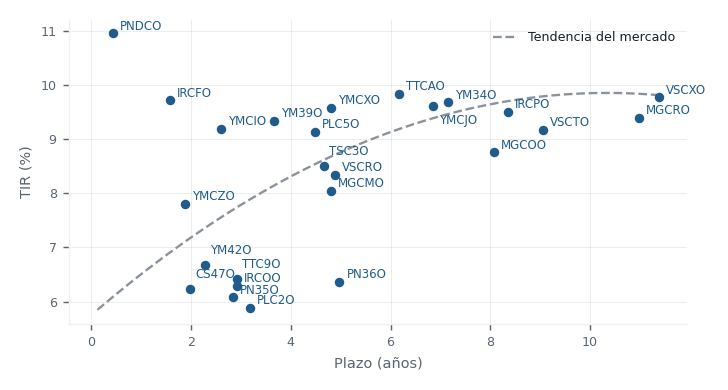 PNDCO
Tendencia del mercado
IRCFO
YMCIO
YM39O
YMCXO
PLC5O
TTCAO
YM34O
YMCJO
IRCPO
VSCXO
MGCRO
VSCTO
MGCOO
TSC3O
VSCRO
MGCMO
YMCZO
YM42O
CS47O
TTC9O
IRCOO
PN35O
PLC2O
PN36O
TIR (%)
11
10
9
8
7
6
0 2 4 6 8 10
Plazo (años)